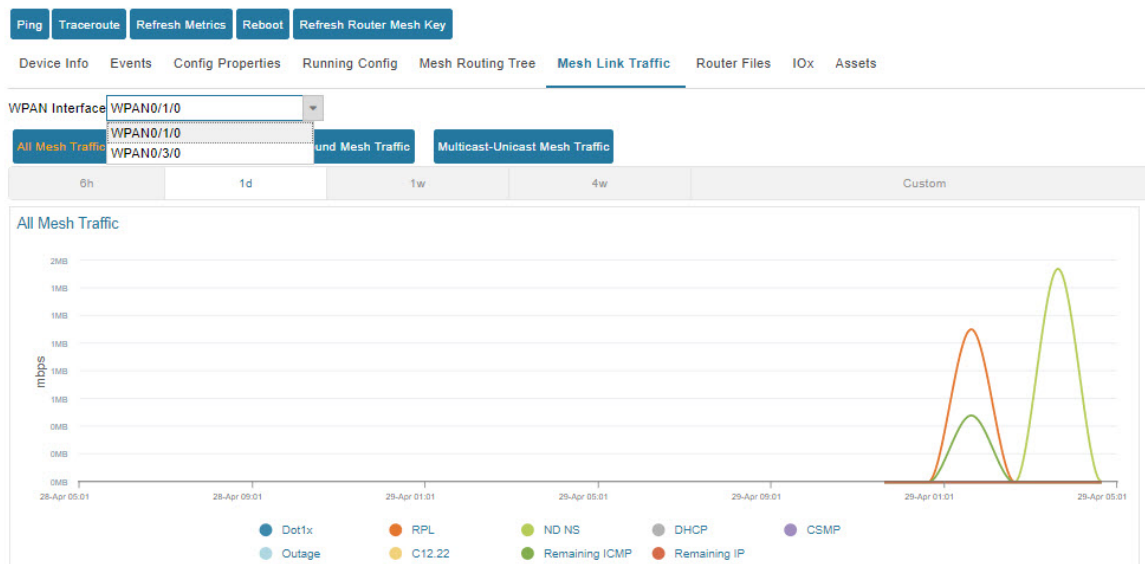 Ping Traceroute Refresh Metrics Reboot Refresh Router Mesh Key
Device Info Events Config Properties Running Config Mesh Routing Tree Mesh Link Traffic Router Files IOx Assets
WPAN Interface WPAN0/1/0
WPAN0/1/0
WPAN0/3/0
All Mesh Traffic und Mesh Traffic Multicast-Unicast Mesh Traffic
6h 1d 1w 4w Custom
All Mesh Traffic
2MB
1MB
1MB
1MB
1MB
1MB
0MB
0MB
0MB
mbps
28-Apr 05:01 28-Apr 09:01 29-Apr 01:01 29-Apr 05:01 29-Apr 09:01 29-Apr 01:01 29-Apr 05:01
Dot1x RPL ND NS DHCP CSMP
Outage C12.22 Remaining ICMP Remaining IP